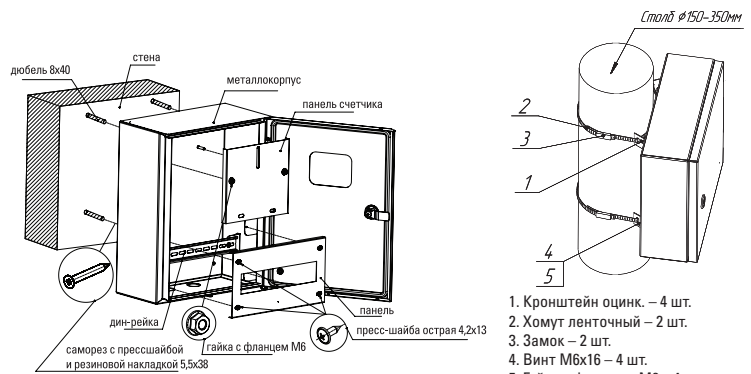 Столб ϕ150–350мм
стена
дюбель 8х40
металлокорпус
панель счетчика
2
3
1
4
5
панель
дин-рейка
пресс-шайба острая 4,2х13
гайка с фланцем М6
саморез с прессшайбой
и резиновой накладкой 5,5х38
1. Кронштейн оцинк. – 4 шт.
2. Хомут ленточный – 2 шт.
3. Замок – 2 шт.
4. Винт М6х16 – 4 шт.